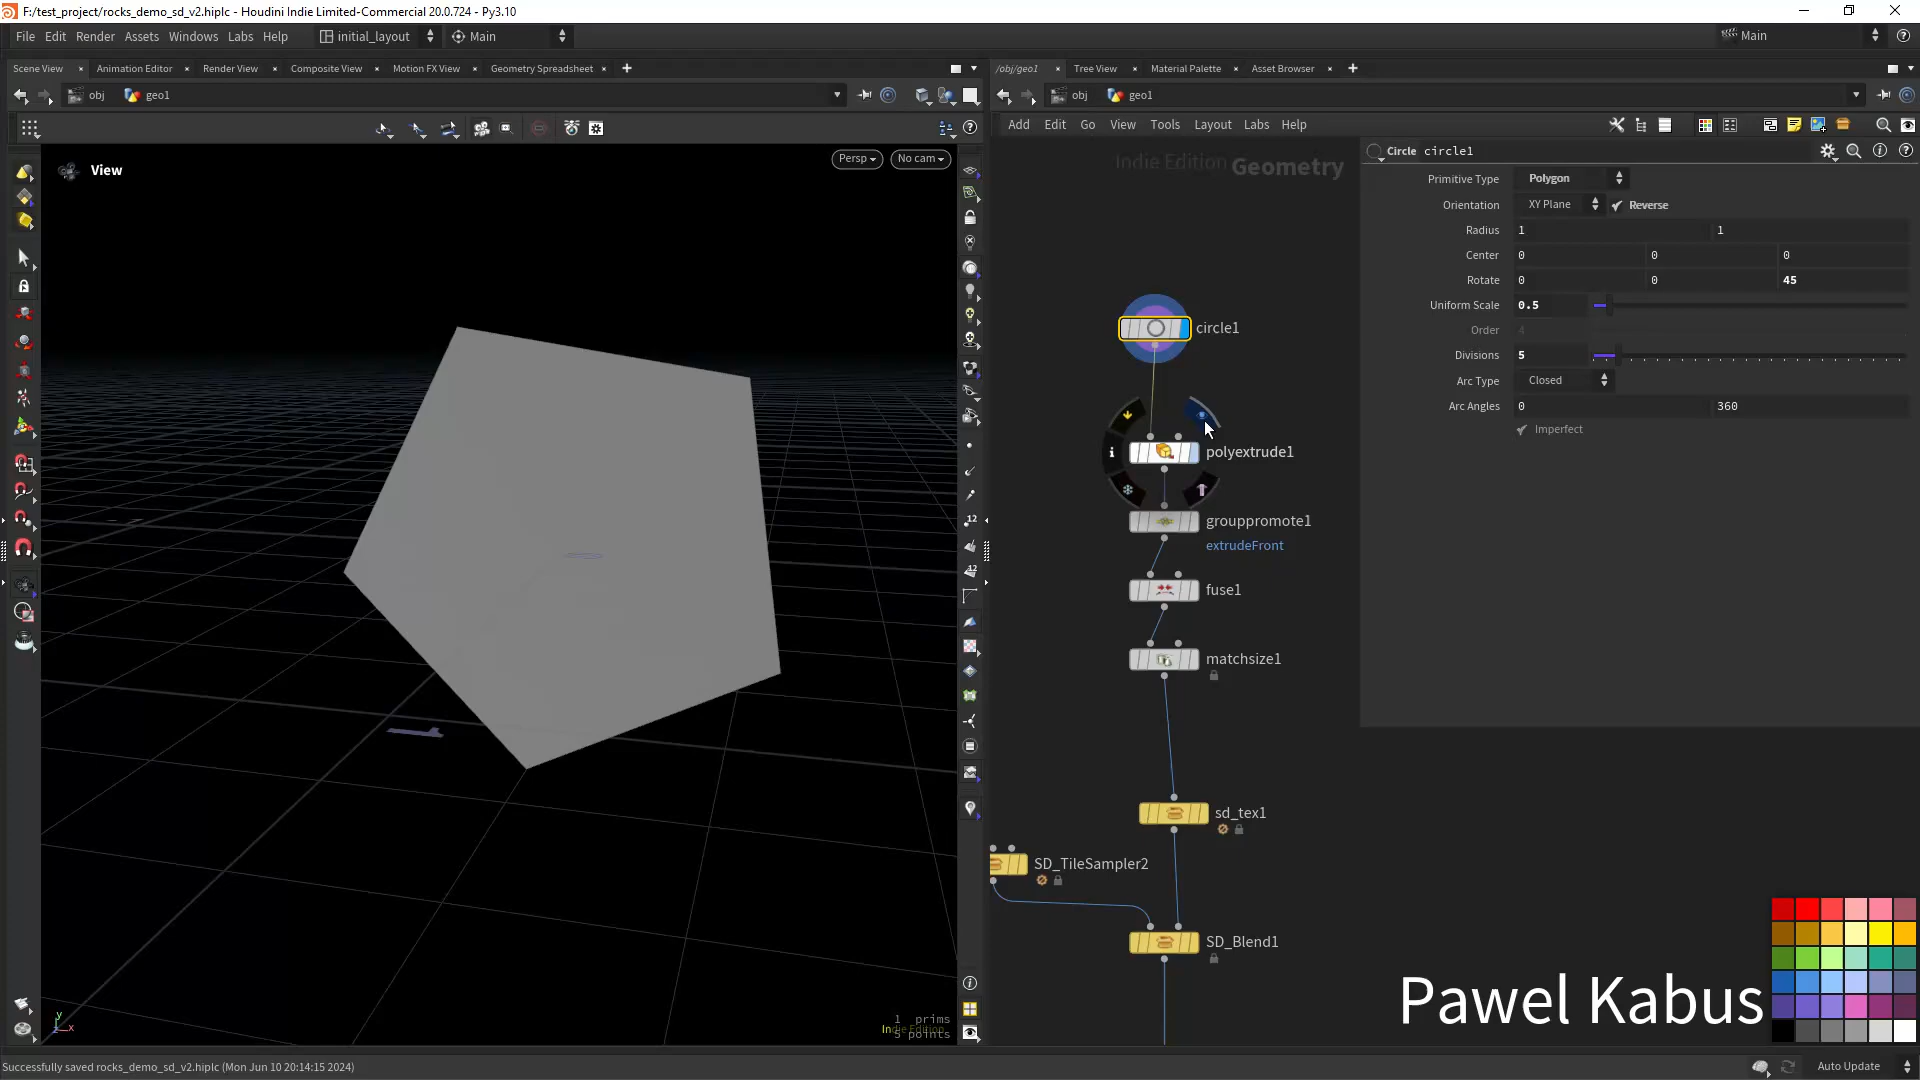 F:/test_project/rocks_demo_sd_v2.hiplc - Houdini Indie Limited-Commercial 20.0.724 - Py3.10
File Edit Render Assets Windows Labs Help initial_layout Main Main
Scene View Animation Editor Render View Composite View Motion FX View Geometry Spreadsheet
/obj/geo1 Tree View Material Palette Asset Browser
obj geo1
obj geo1
Add Edit Go View Tools Layout Labs Help
View
Persp No cam
Indie Edition Geometry
Circle circle1
Primitive Type Polygon
Orientation XY Plane Reverse
Radius 1 1
Center 0 0 0
Rotate 0 0 45
Uniform Scale 0.5
Order 4
Divisions 5
Arc Type Closed
Arc Angles 0 360
Imperfect
circle1
polyextrude1
grouppromote1
extrudeFront
fuse1
matchsize1
sd_tex1
SD_TileSampler2
SD_Blend1
12
12
y
x
z
1 prims
5 points
Indie Edition
Pawel Kabus
Successfully saved rocks_demo_sd_v2.hiplc (Mon Jun 10 20:14:15 2024)
Auto Update